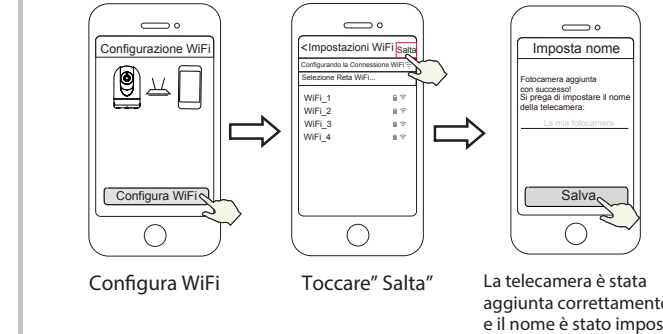 Configurazione WiFi
Configura WiFi
<Impostazioni WiFi Salta
Configurando la Connessione WiFi
Selezione Reta WiFi...
WiFi_1
WiFi_2
WiFi_3
WiFi_4
Imposta nome
Fotocamera aggiunta
con successo!
Si prega di impostare il nome
della telecamera:
La mia fotocamera
Salva
Configura WiFi
Toccare” Salta”
La telecamera è stata
aggiunta correttamente
e il nome è stato impos